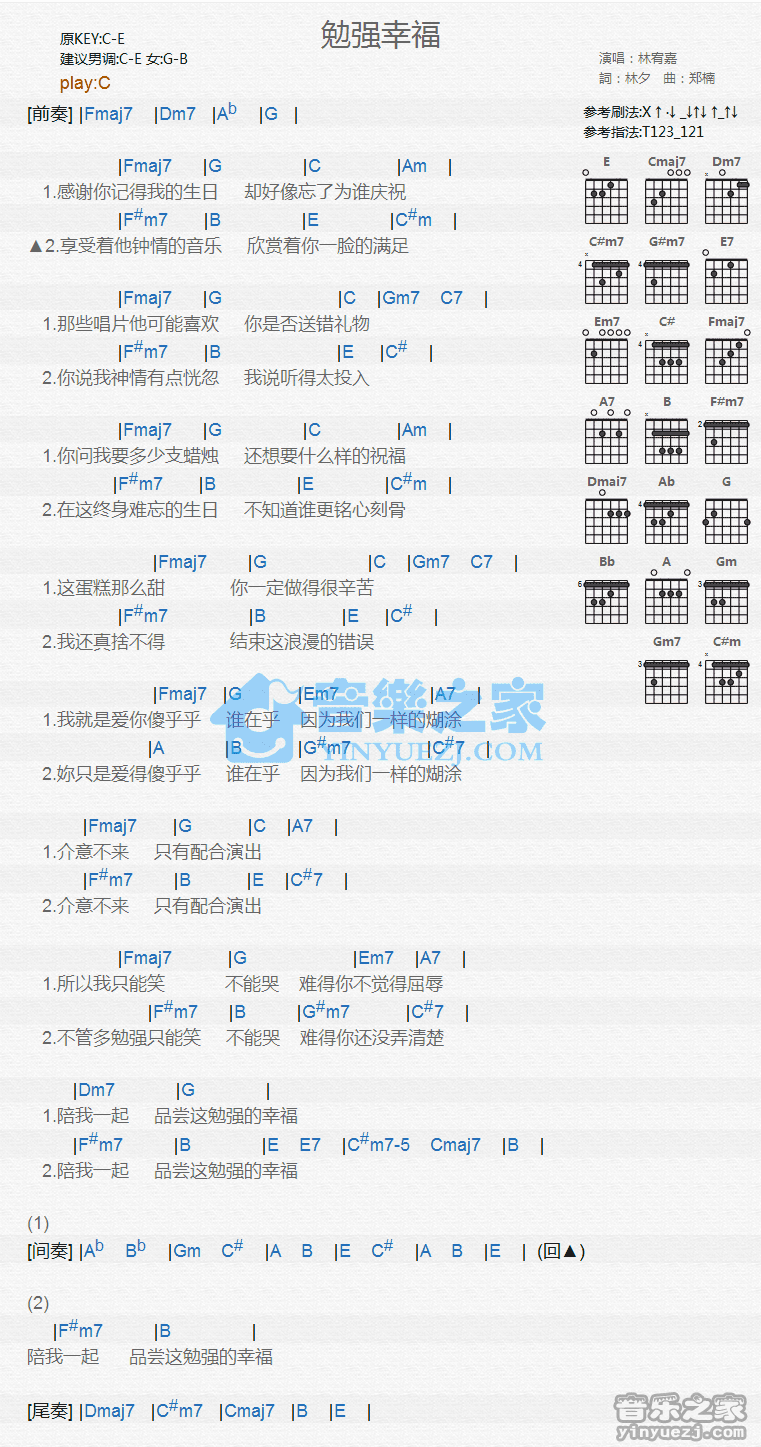 勉强幸福
原KEY:C-E
建议男调:C-E 女:G-B
play:C
演唱：林宥嘉
詞：林夕　曲：郑楠
参考刷法:X↑·↓ _↓↑↓↑_↑↓
参考指法:T123_121
[前奏] |Fmaj7 |Dm7 |Ab |G |
|Fmaj7 |G |C |Am |
1.感谢你记得我的生日 却好像忘了为谁庆祝
|F#m7 |B |E |C#m |
▲2.享受着他钟情的音乐 欣赏着你一脸的满足
|Fmaj7 |G |C |Gm7 C7 |
1.那些唱片他可能喜欢 你是否送错礼物
|F#m7 |B |E |C# |
2.你说我神情有点恍忽 我说听得太投入
|Fmaj7 |G |C |Am |
1.你问我要多少支蜡烛 还想要什么样的祝福
|F#m7 |B |E |C#m |
2.在这终身难忘的生日 不知道谁更铭心刻骨
|Fmaj7 |G |C |Gm7 C7 |
1.这蛋糕那么甜 你一定做得很辛苦
|F#m7 |B |E |C# |
2.我还真捨不得 结束这浪漫的错误
|Fmaj7 |G |Em7 |A7 |
1.我就是爱你傻乎乎 谁在乎 因为我们一样的煳涂
|A |B |G#m7 |C#7 |
2.妳只是爱得傻乎乎 谁在乎 因为我们一样的煳涂
|Fmaj7 |G |C |A7 |
1.介意不来 只有配合演出
|F#m7 |B |E |C#7 |
2.介意不来 只有配合演出
|Fmaj7 |G |Em7 |A7 |
1.所以我只能笑 不能哭 难得你不觉得屈辱
|F#m7 |B |G#m7 |C#7 |
2.不管多勉强只能笑 不能哭 难得你还没弄清楚
|Dm7 |G |
1.陪我一起 品尝这勉强的幸福
|F#m7 |B |E E7 |C#m7-5 Cmaj7 |B |
2.陪我一起 品尝这勉强的幸福
(1)
[间奏] |Ab Bb |Gm C# |A B |E C# |A B |E | (回▲)
(2)
|F#m7 |B |
陪我一起 品尝这勉强的幸福
[尾奏] |Dmaj7 |C#m7 |Cmaj7 |B |E |
E Cmaj7 Dm7
C#m7 G#m7 E7
4 4
Em7 C# Fmaj7
4
A7 B F#m7
2
Dmai7 Ab G
4
Bb A Gm
6 3
Gm7 C#m
3 4
音樂之家
YINYUEZJ.COM
音乐之家
yinyuezj.com